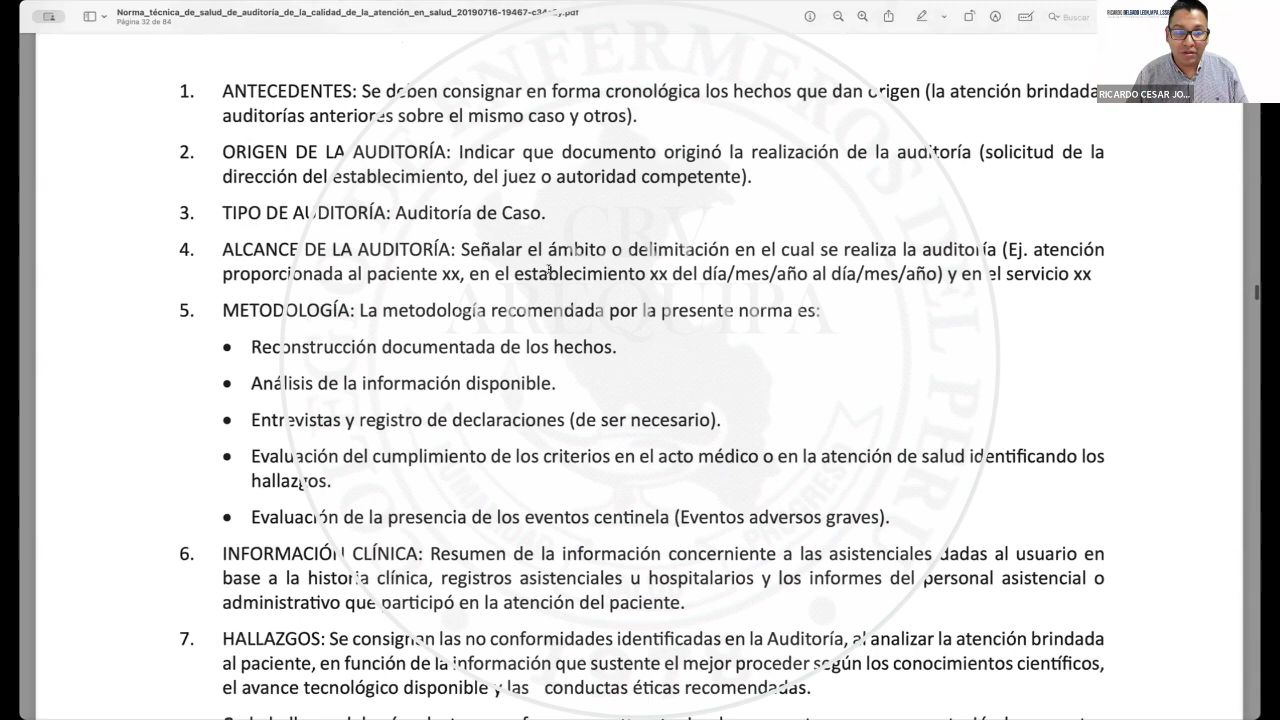 Norma_técnica_de_salud_de_auditoría_de_la_calidad_de_la_atención_en_salud_20190716-19467-
Página 32 de 84
Buscar
RICARDO CESAR JO...
1. ANTECEDENTES: Se deben consignar en forma cronológica los hechos que dan origen (la atención brindada
auditorías anteriores sobre el mismo caso y otros).
2. ORIGEN DE LA AUDITORÍA: Indicar que documento originó la realización de la auditoría (solicitud de la
dirección del establecimiento, del juez o autoridad competente).
3. TIPO DE AUDITORÍA: Auditoría de Caso.
4. ALCANCE DE LA AUDITORÍA: Señalar el ámbito o delimitación en el cual se realiza la auditoría (Ej. atención
proporcionada al paciente xx, en el establecimiento xx del día/mes/año al día/mes/año) y en el servicio xx
5. METODOLOGÍA: La metodología recomendada por la presente norma es:
• Reconstrucción documentada de los hechos.
• Análisis de la información disponible.
• Entrevistas y registro de declaraciones (de ser necesario).
• Evaluación del cumplimiento de los criterios en el acto médico o en la atención de salud identificando los
hallazgos.
• Evaluación de la presencia de los eventos centinela (Eventos adversos graves).
6. INFORMACIÓN CLÍNICA: Resumen de la información concerniente a las asistenciales dadas al usuario en
base a la historia clínica, registros asistenciales u hospitalarios y los informes del personal asistencial o
administrativo que participó en la atención del paciente.
7. HALLAZGOS: Se consignan las no conformidades identificadas en la Auditoría, al analizar la atención brindada
al paciente, en función de la información que sustente el mejor proceder según los conocimientos científicos,
el avance tecnológico disponible y las conductas éticas recomendadas.
COLEGIO DE ENFERMEROS DEL PERÚ
CRV
AREQUIPA
1978